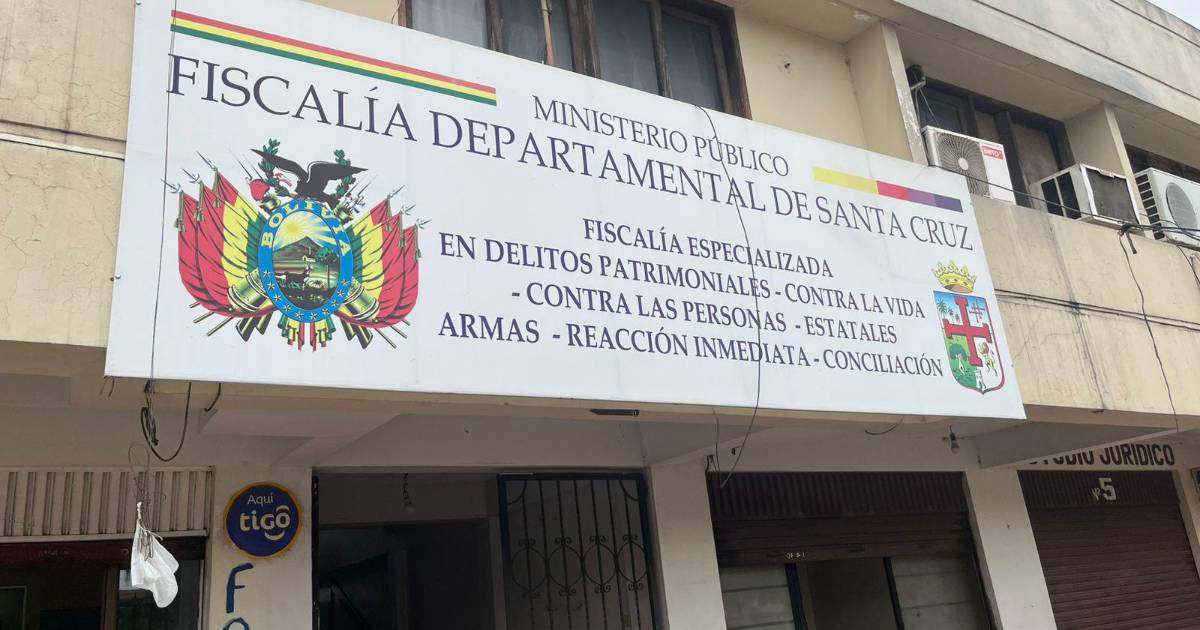 MINISTERIO PÚBLICO
FISCALÍA DEPARTAMENTAL DE SANTA CRUZ
FISCALÍA ESPECIALIZADA
EN DELITOS PATRIMONIALES - CONTRA LA VIDA
- CONTRA LAS PERSONAS - ESTATALES
ARMAS - REACCIÓN INMEDIATA - CONCILIACIÓN
BOLIVIA
Aquí
tigo
JURIDICO
Nº 5